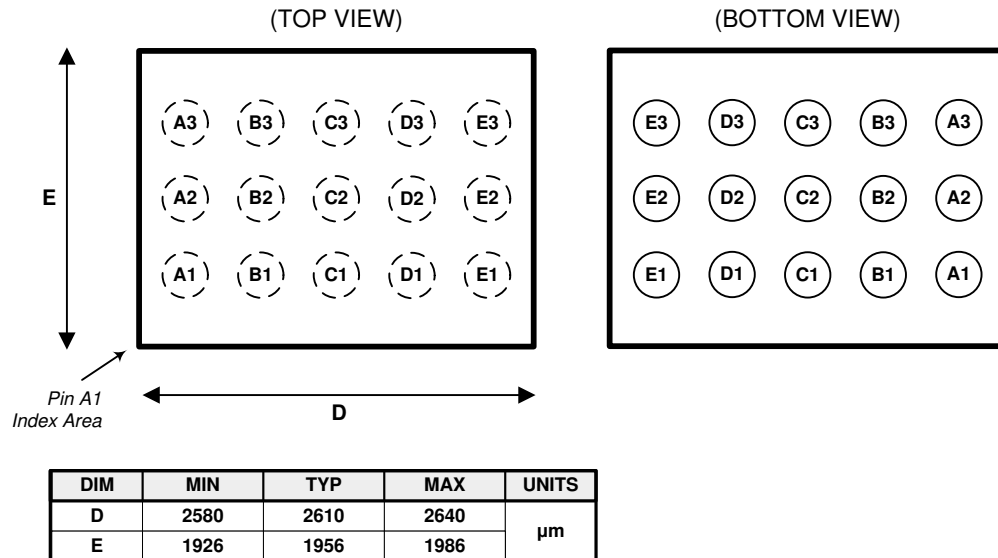 (TOP VIEW) (BOTTOM VIEW)
A3 B3 C3 D3 E3 E3 D3 C3 B3 A3
E A2 B2 C2 D2 E2 E2 D2 C2 B2 A2
A1 B1 C1 D1 E1 E1 D1 C1 B1 A1
Pin A1
Index Area
D
DIM MIN TYP MAX UNITS
D 2580 2610 2640 µm
E 1926 1956 1986